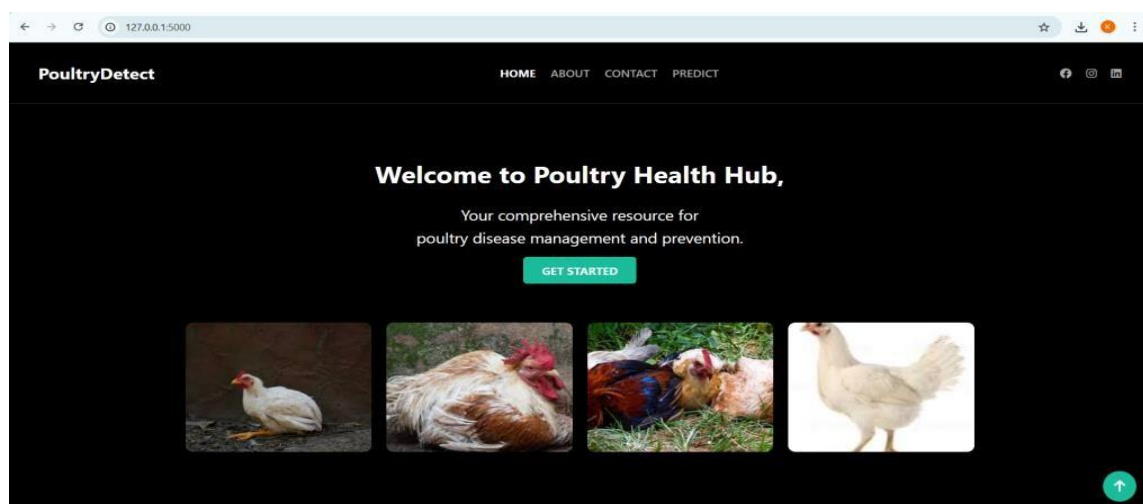 127.0.0.1:5000
K
PoultryDetect
HOME ABOUT CONTACT PREDICT
Welcome to Poultry Health Hub,
Your comprehensive resource for
poultry disease management and prevention.
GET STARTED